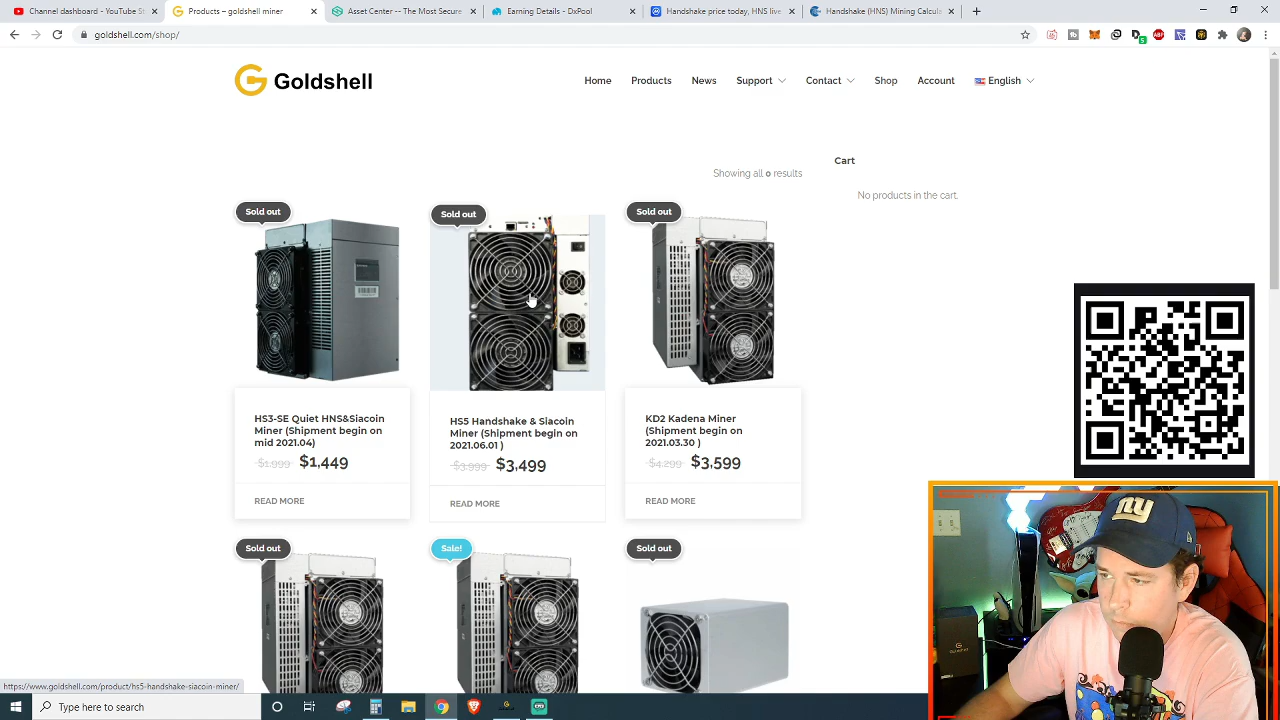 Channel dashboard - YouTube S
Products – goldshell miner
Asset Center -- The Most Secure
Earning Details - DxPool
Handshake price today, HNS live
Handshake (HNS) Mining Calcula
goldshell.com/shop/
ABP
5
Goldshell
Home
Products
News
Support
Contact
Shop
Account
English
Showing all 0 results
Cart
No products in the cart.
Sold out
Sold out
Sold out
HS3-SE Quiet HNS&Siacoin
Miner (Shipment begin on
mid 2021.04)
$1,999 $1,449
READ MORE
HS5 Handshake & Siacoin
Miner (Shipment begin on
2021.06.01 )
$3,999 $3,499
READ MORE
KD2 Kadena Miner
(Shipment begin on
2021.03.30 )
$4,299 $3,599
READ MORE
Sold out
Sale!
Sold out
NY
https://www.goldshell.com/product/hs5-handshake-siacoin-miner/
Type here to search